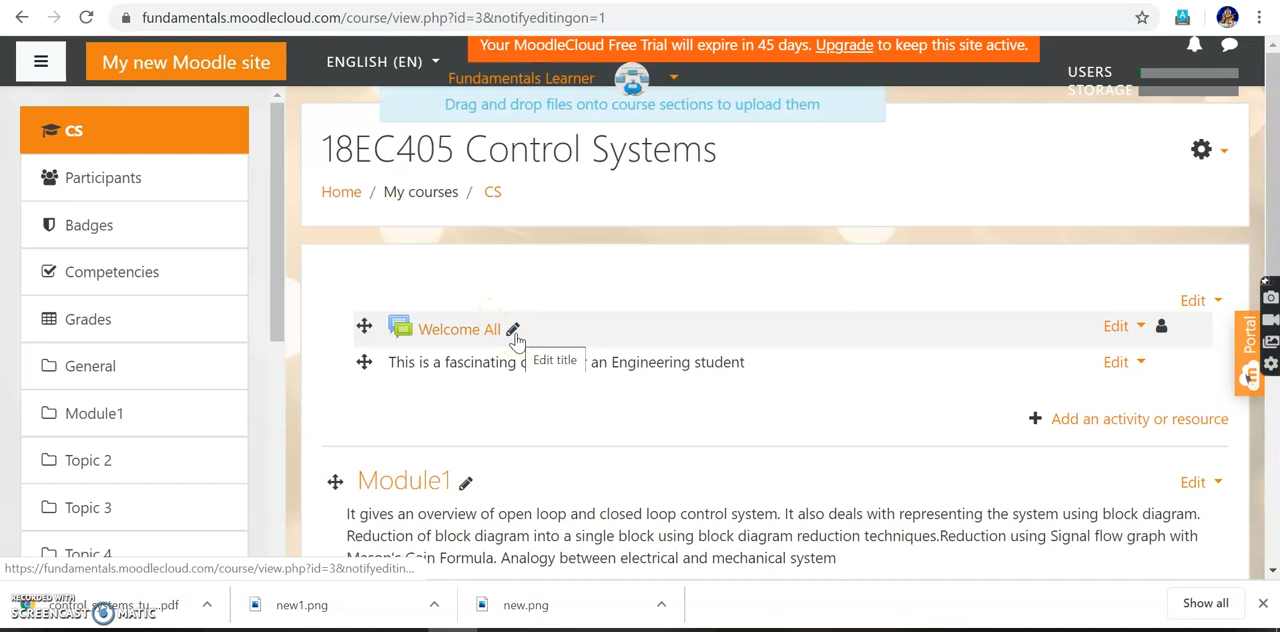 fundamentals.moodlecloud.com/course/view.php?id=3&notifyeditingon=1
Your MoodleCloud Free Trial will expire in 45 days. Upgrade to keep this site active.
My new Moodle site
ENGLISH (EN)
Fundamentals Learner
USERS
STORAGE
Drag and drop files onto course sections to upload them
CS
Participants
Badges
Competencies
Grades
General
Module1
Topic 2
Topic 3
Topic 4
18EC405 Control Systems
Home / My courses / CS
Edit
Welcome All
Edit
Edit title
This is a fascinating an Engineering student
Edit
Portal
+ Add an activity or resource
Module1
Edit
It gives an overview of open loop and closed loop control system. It also deals with representing the system using block diagram.
Reduction of block diagram into a single block using block diagram reduction techniques.Reduction using Signal flow graph with
Mason's Gain Formula. Analogy between electrical and mechanical system
https://fundamentals.moodlecloud.com/course/view.php?id=3&notifyeditin...
control_systems_tu....pdf
new1.png
new.png
Show all
RECORDED WITH
SCREENCAST MATIC